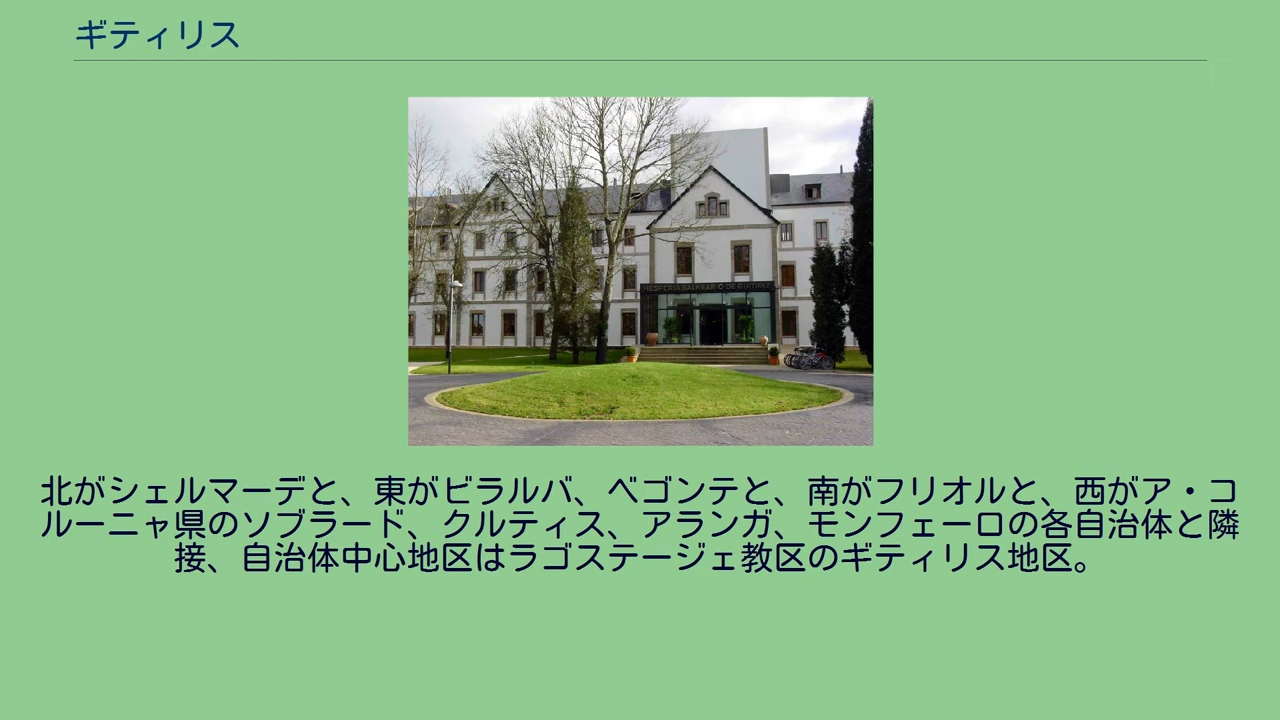 ギティリス
HESPERIA BALNEARIO DE GUITIRIZ
北がシェルマーデと、東がビラルバ、ベゴンテと、南がフリオルと、西がア・コ
ルーニャ県のソブラード、クルティス、アランガ、モンフェーロの各自治体と隣
接、自治体中心地区はラゴステージェ教区のギティリス地区。